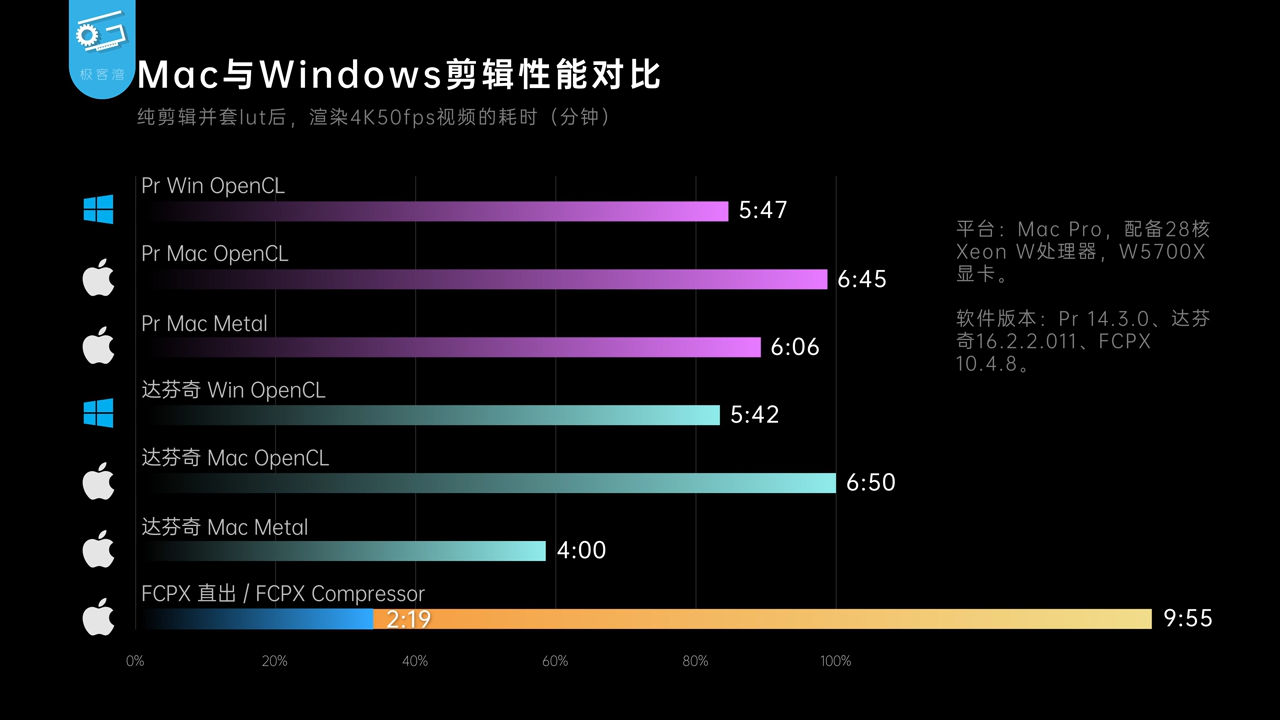 极客湾
Mac与Windows剪辑性能对比
纯剪辑并套lut后，渲染4K50fps视频的耗时（分钟）
Pr Win OpenCL
5:47
Pr Mac OpenCL
6:45
Pr Mac Metal
6:06
达芬奇 Win OpenCL
5:42
达芬奇 Mac OpenCL
6:50
达芬奇 Mac Metal
4:00
FCPX 直出 / FCPX Compressor
2:19
9:55
0%
20%
40%
60%
80%
100%
平台：Mac Pro，配备28核
Xeon W处理器，W5700X
显卡。
软件版本：Pr 14.3.0、达芬
奇16.2.2.011、FCPX
10.4.8。